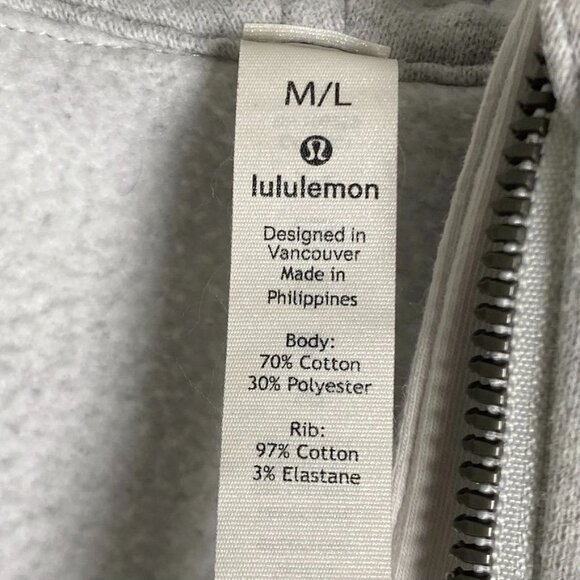 M/L
lululemon
Designed in
Vancouver
Made in
Philippines
Body:
70% Cotton
30% Polyester
Rib:
97% Cotton
3% Elastane